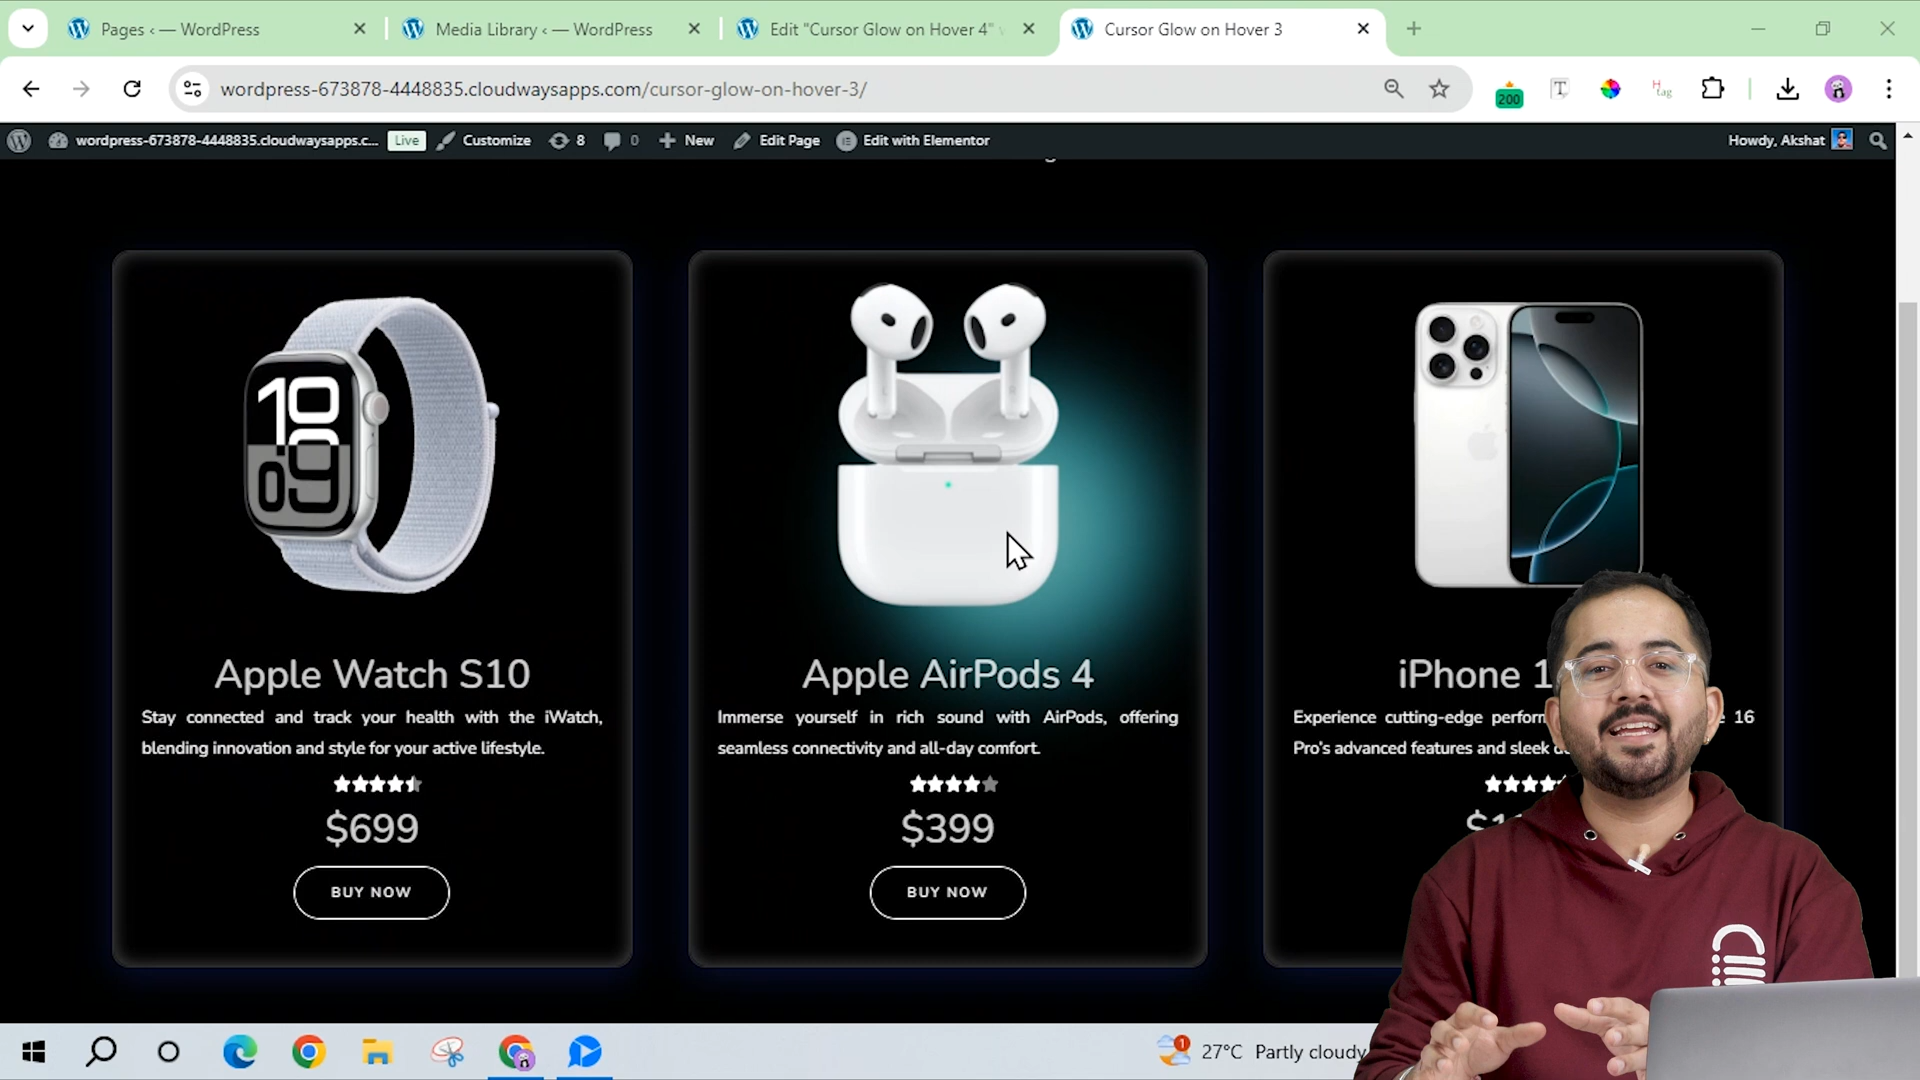 Pages ‹ — WordPress
Media Library ‹ — WordPress
Edit "Cursor Glow on Hover 4"
Cursor Glow on Hover 3
wordpress-673878-4448835.cloudwaysapps.com/cursor-glow-on-hover-3/
200
T
H tag
wordpress-673878-4448835.cloudwaysapps.c...
Live
Customize
8
0
New
Edit Page
Edit with Elementor
Howdy, Akshat
10
09
Apple Watch S10
Stay connected and track your health with the iWatch,
blending innovation and style for your active lifestyle.
$699
BUY NOW
Apple AirPods 4
Immerse yourself in rich sound with AirPods, offering
seamless connectivity and all-day comfort.
$399
BUY NOW
iPhone 1
Experience cutting-edge 16
Pro's advanced features and sleek
1
27°C Partly cloudy